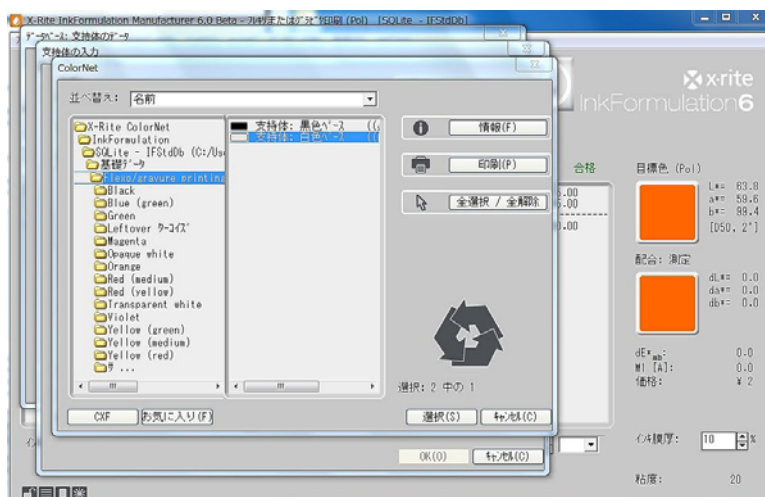 X-Rite InkFormulation Manufacturer 6.0 Beta - ﾌﾚｷｿまたはｸﾞﾗﾋﾞｱ印刷 (Pol) [SQLite - IFStdDb]
ﾃﾞｰﾀﾍﾞｰｽ: 支持体のﾃﾞｰﾀ
支持体の入力
ColorNet
並べ替え: 名前
X-Rite ColorNet
InkFormulation
SQLite - IFStdDb (C:/Use
基礎ﾃﾞｰﾀ
Flexo/gravure printing
Black
Blue (green)
Green
Leftover ｱｰｺｲｽﾞ
Magenta
Opaque white
Orange
Red (medium)
Red (yellow)
Transparent white
Violet
Yellow (green)
Yellow (medium)
Yellow (red)
ﾃ ...
支持体: 黒色ﾍﾞｰｽ
支持体: 白色ﾍﾞｰｽ
情報(F)
印刷(P)
全選択 / 全解除
選択: 2 中の 1
CXF
お気に入り(F)
選択(S)
ｷｬﾝｾﾙ(C)
OK(O)
ｷｬﾝｾﾙ(C)
x·rite
InkFormulation6
合格
目標色 (Pol)
L*= 63.8
a*= 59.6
b*= 99.4
[D50, 2°]
配合: 測定
dL*= 0.0
da*= 0.0
db*= 0.0
dE*ab: 0.0
MI [A]: 0.0
価格: ¥ 2
ｲﾝｷ膜厚: 10 %
粘度: 20